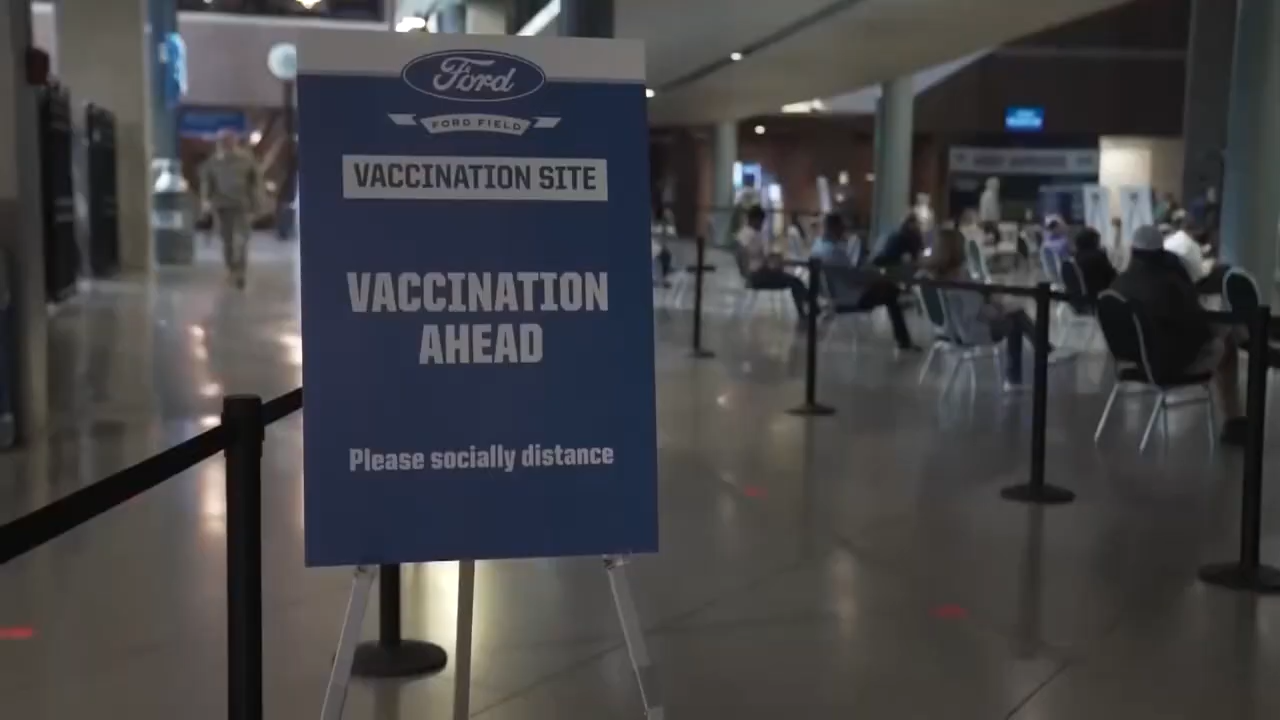 Ford
FORD FIELD
VACCINATION SITE
VACCINATION
AHEAD
Please socially distance